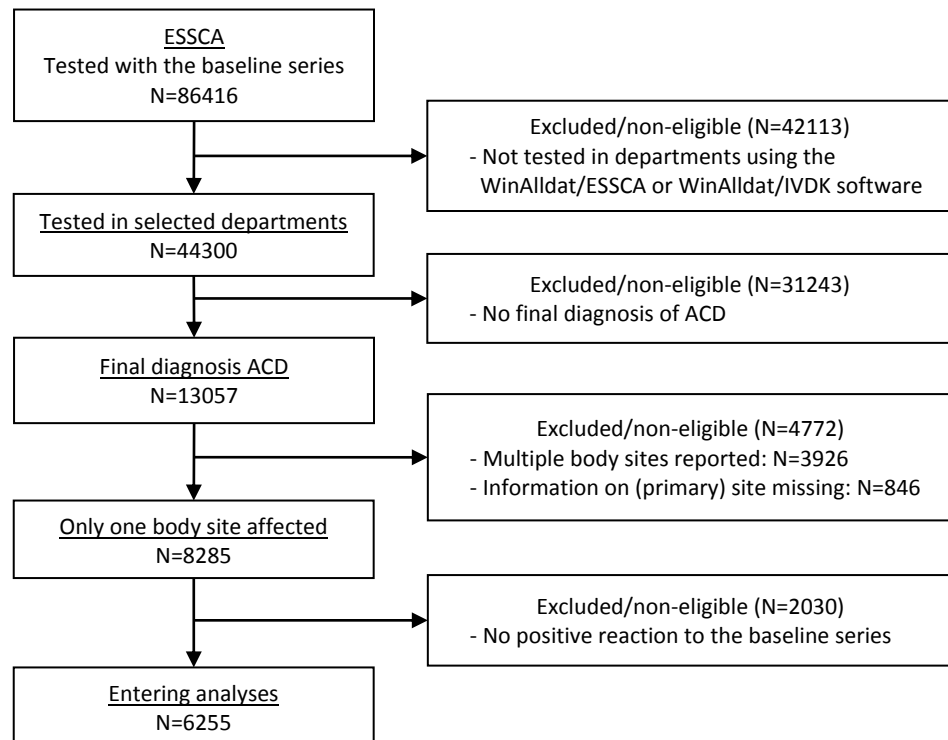 ESSCA
Tested with the baseline series
N=86416
Excluded/non-eligible (N=42113)
- Not tested in departments using the
WinAlldat/ESSCA or WinAlldat/IVDK software
Tested in selected departments
N=44300
Excluded/non-eligible (N=31243)
- No final diagnosis of ACD
Final diagnosis ACD
N=13057
Excluded/non-eligible (N=4772)
- Multiple body sites reported: N=3926
- Information on (primary) site missing: N=846
Only one body site affected
N=8285
Excluded/non-eligible (N=2030)
- No positive reaction to the baseline series
Entering analyses
N=6255